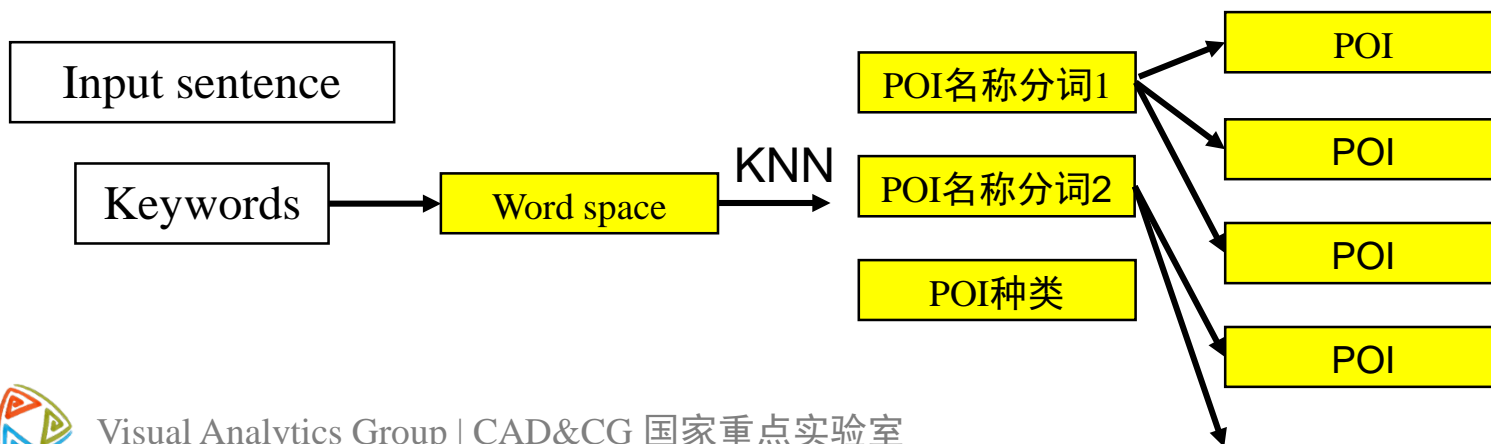 Input sentence
Keywords
Word space
KNN
POI名称分词1
POI名称分词2
POI种类
POI
POI
POI
POI
Visual Analytics Group | CAD&CG 国家重点实验室